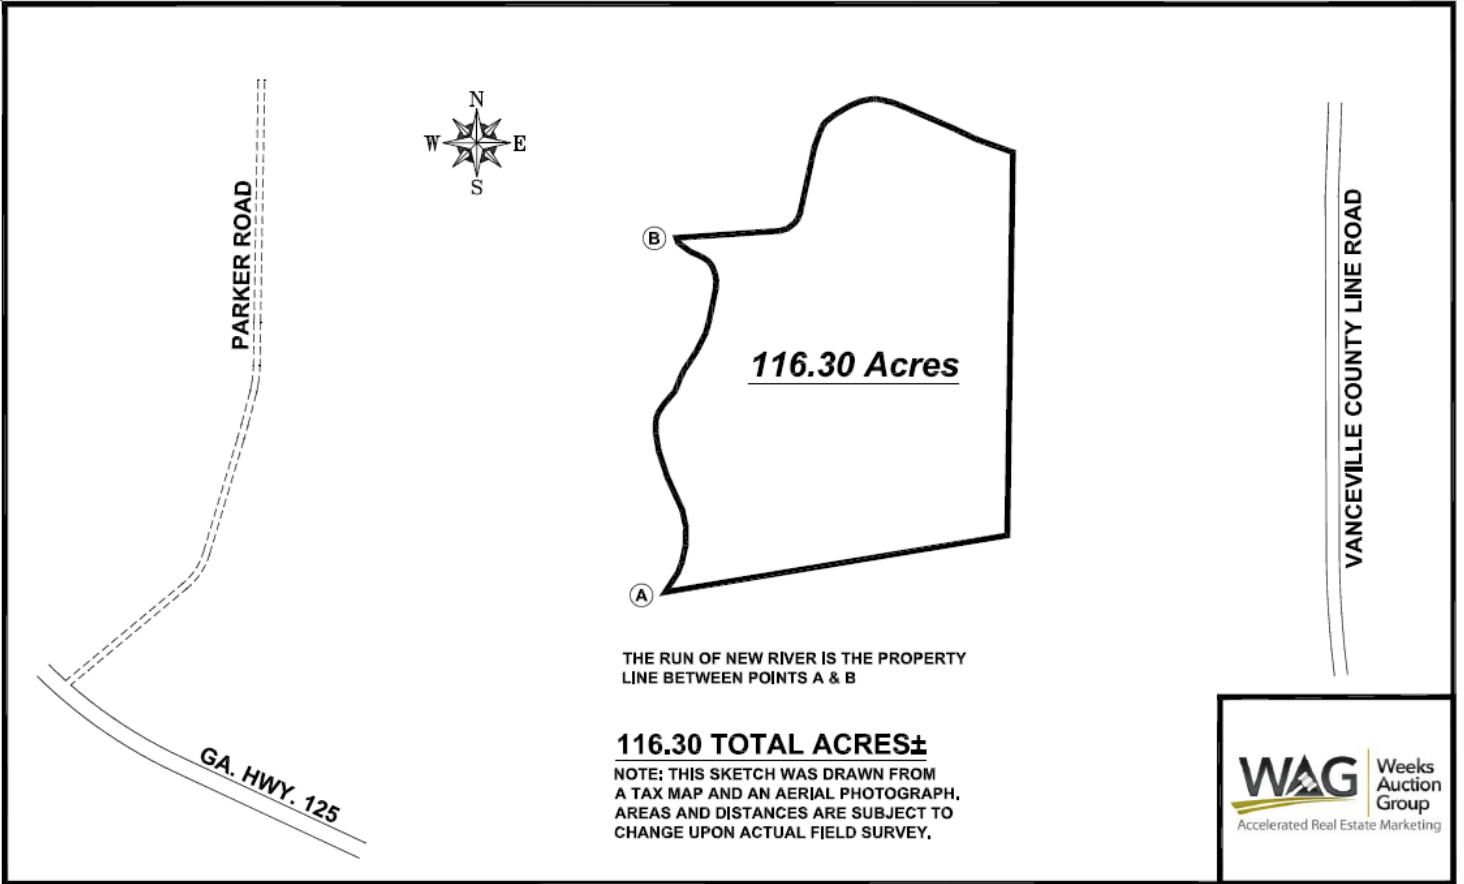 N
W E
S
PARKER ROAD
B
VANCEVILLE COUNTY LINE ROAD
116.30 Acres
A
THE RUN OF NEW RIVER IS THE PROPERTY
LINE BETWEEN POINTS A & B
116.30 TOTAL ACRES±
NOTE: THIS SKETCH WAS DRAWN FROM
A TAX MAP AND AN AERIAL PHOTOGRAPH.
AREAS AND DISTANCES ARE SUBJECT TO
CHANGE UPON ACTUAL FIELD SURVEY.
GA. HWY. 125
WAG
Weeks
Auction
Group
Accelerated Real Estate Marketing